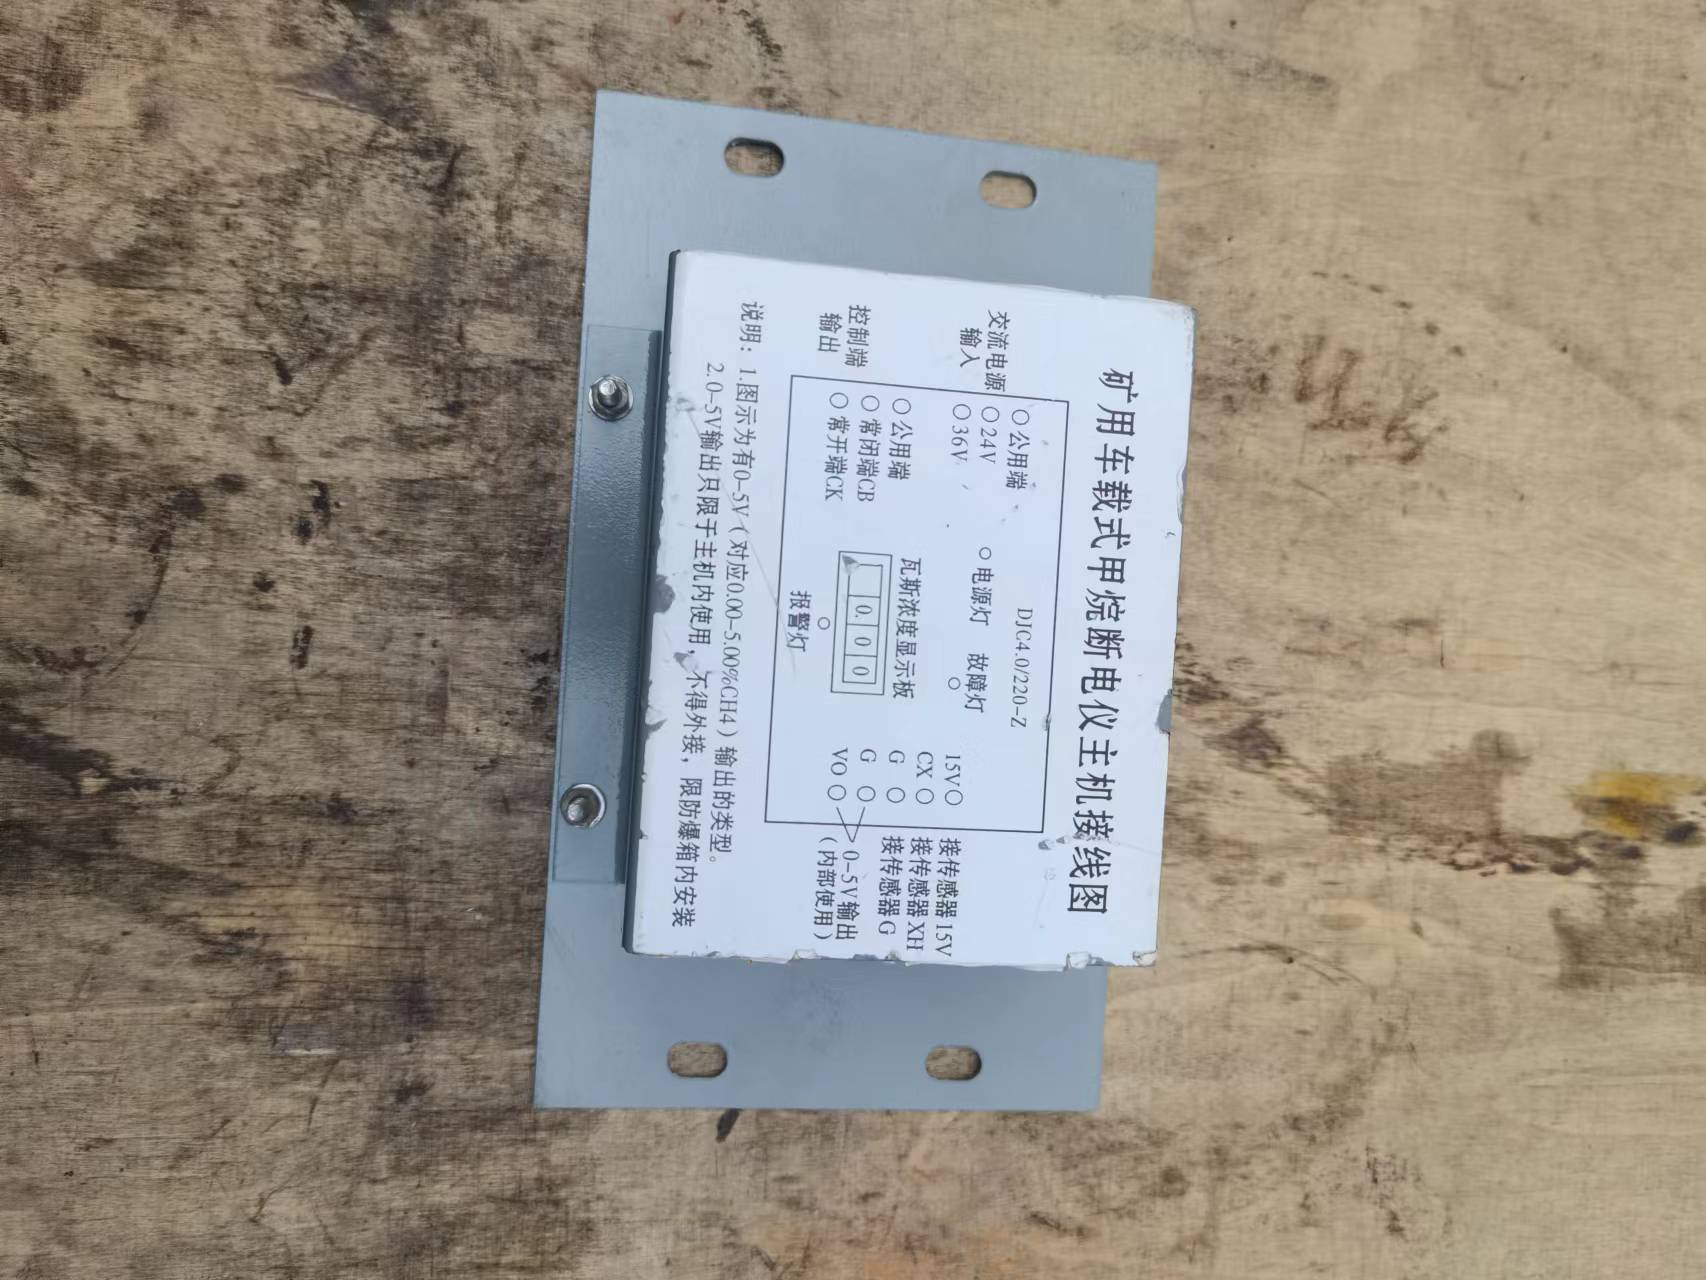 矿用车载式甲烷断电仪主机接线图
DJC4.0/220-Z
交流电源
输入
公用端
24V
36V
电源灯
故障灯
15V
CX
G
G
VO
接传感器15V
接传感器XH
接传感器G
0-5V输出
(内部使用)
控制端
输出
公用端
常闭端CB
常开端CK
瓦斯浓度显示板
0.00
报警灯
说明：1.图示为有0-5V(对应0.00-5.00%CH4)输出的类型。
2.0-5V输出只限于主机内使用，不得外接，限防爆箱内安装